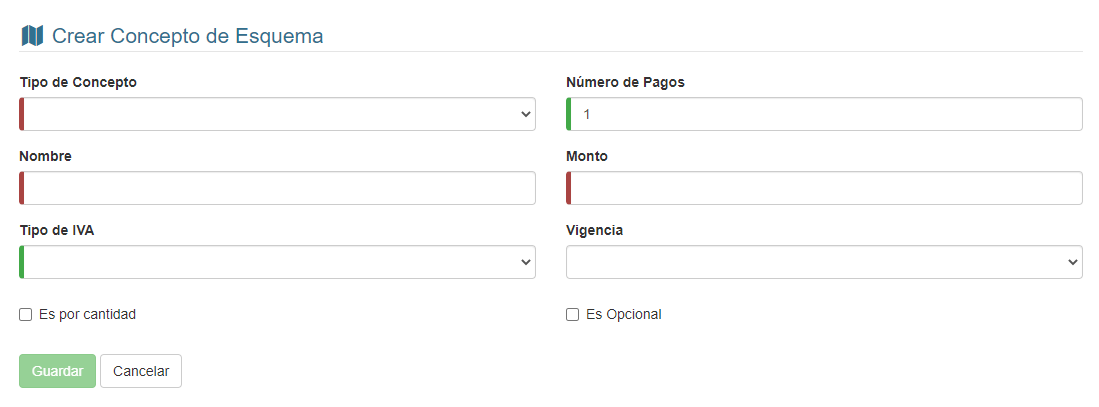 Crear Concepto de Esquema
Tipo de Concepto
Número de Pagos
1
Nombre
Monto
Tipo de IVA
Vigencia
Es por cantidad
Es Opcional
Guardar
Cancelar